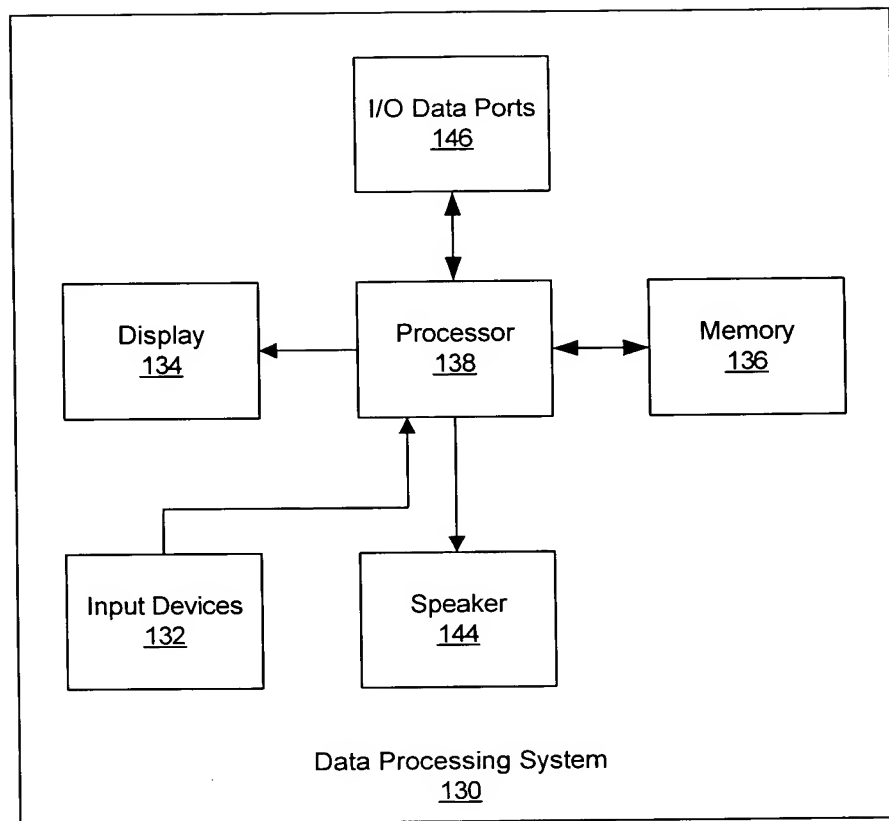 I/O Data Ports
146
Display
134
Processor
138
Memory
136
Input Devices
132
Speaker
144
Data Processing System
130